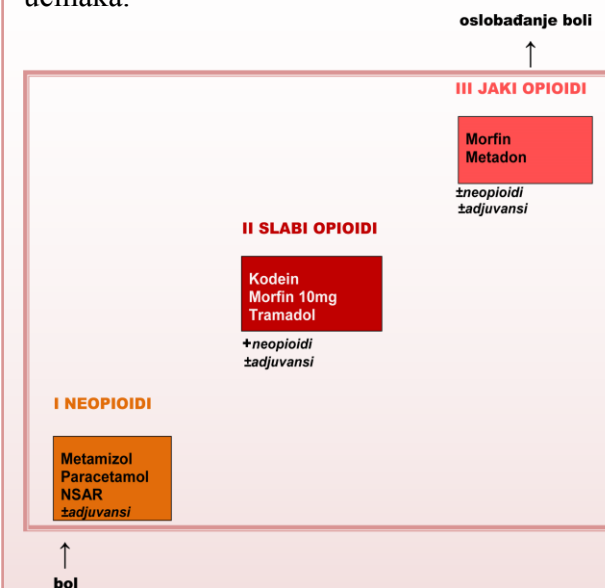 učinaka.
oslobađanje boli
↑
III JAKI OPIOIDI
Morfin
Metadon
±neopioidi
±adjuvansi
II SLABI OPIOIDI
Kodein
Morfin 10mg
Tramadol
+neopioidi
±adjuvansi
I NEOPIOIDI
Metamizol
Paracetamol
NSAR
±adjuvansi
↑
bol